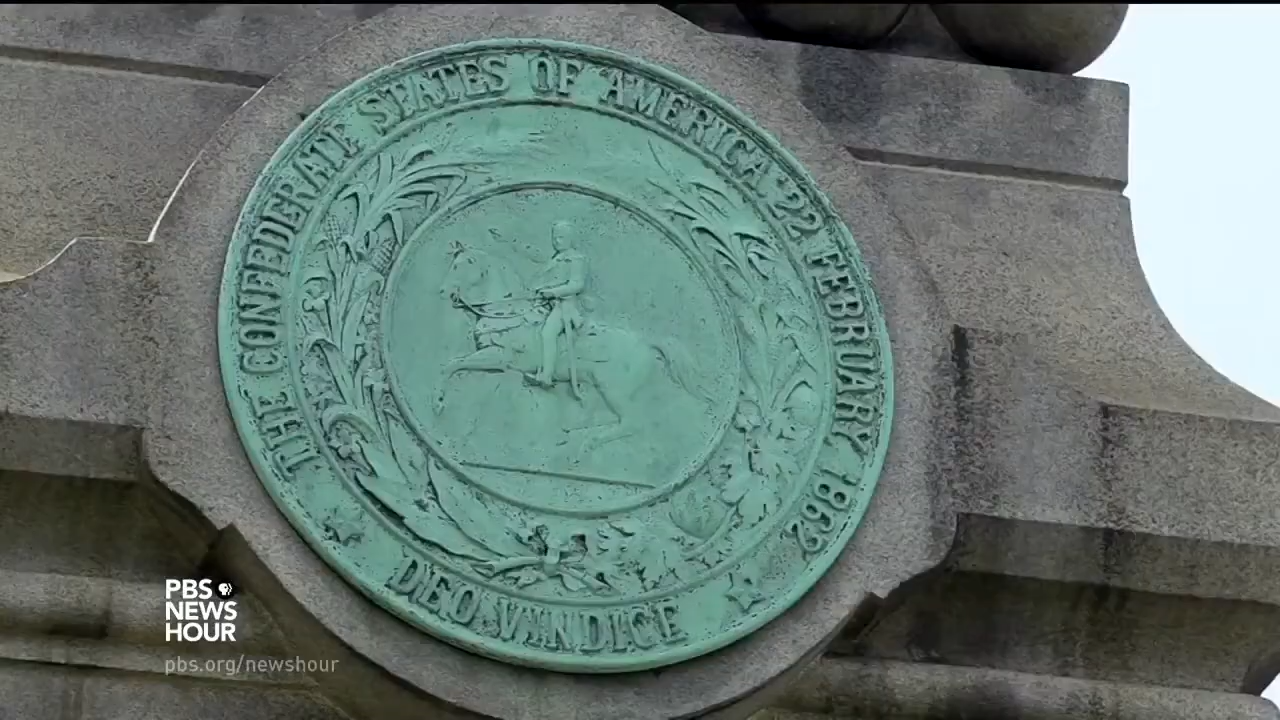 THE CONFEDERATE STATES OF AMERICA 22 FEBRUARY 1862
DEO VINDICE
PBS
NEWS
HOUR
pbs.org/newshour